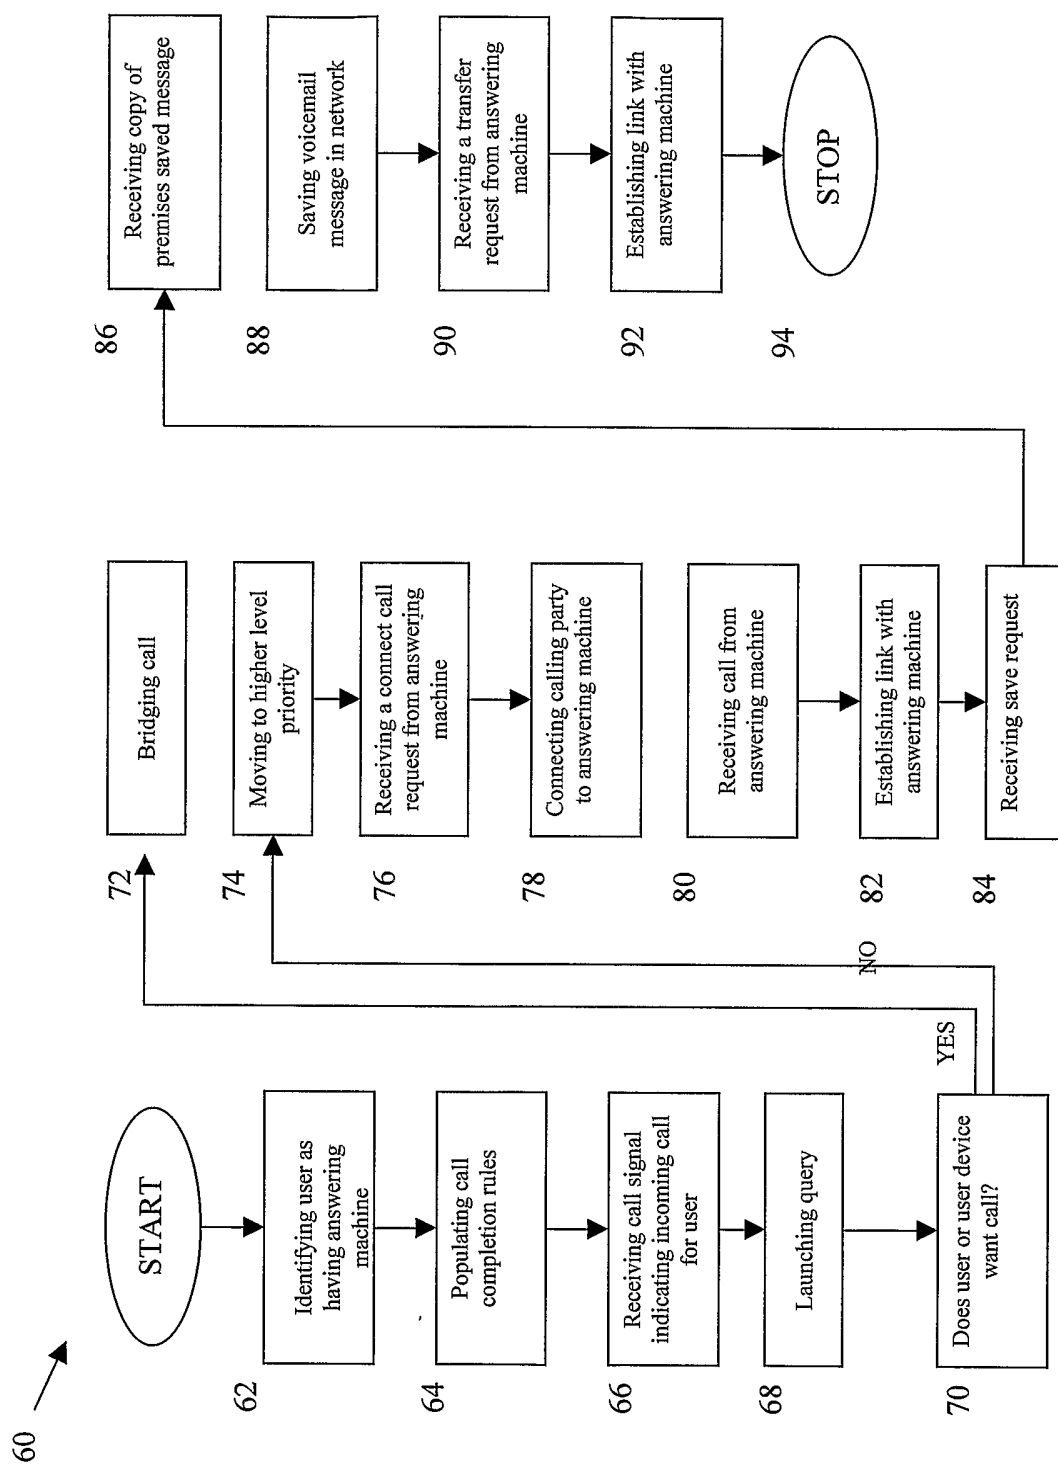 60
START
62
Identifying user as
having answering
machine
64
Populating call
completion rules
66
Receiving call signal
indicating incoming call
for user
68
Launching query
70
Does user or user device
want call?
YES
NO
72
Bridging call
74
Moving to higher level
priority
76
Receiving a connect call
request from answering
machine
78
Connecting calling party
to answering machine
80
Receiving call from
answering machine
82
Establishing link with
answering machine
84
Receiving save request
86
Receiving copy of
premises saved message
88
Saving voicemail
message in network
90
Receiving a transfer
request from answering
machine
92
Establishing link with
answering machine
94
STOP